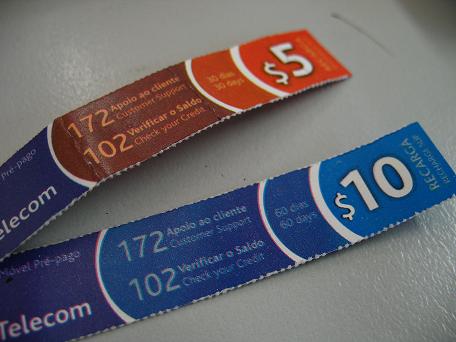 Pré-pago
elecom
172 Apoio ao cliente
Customer Support
102 Verificar o Saldo
Check your Credit
30 dias
30 days
$5
Móvel Pré-pago
Telecom
172 Apoio ao cliente
Customer Support
102 Verificar o Saldo
Check your Credit
60 dias
60 days
$10
RECARGA
RECHARGE